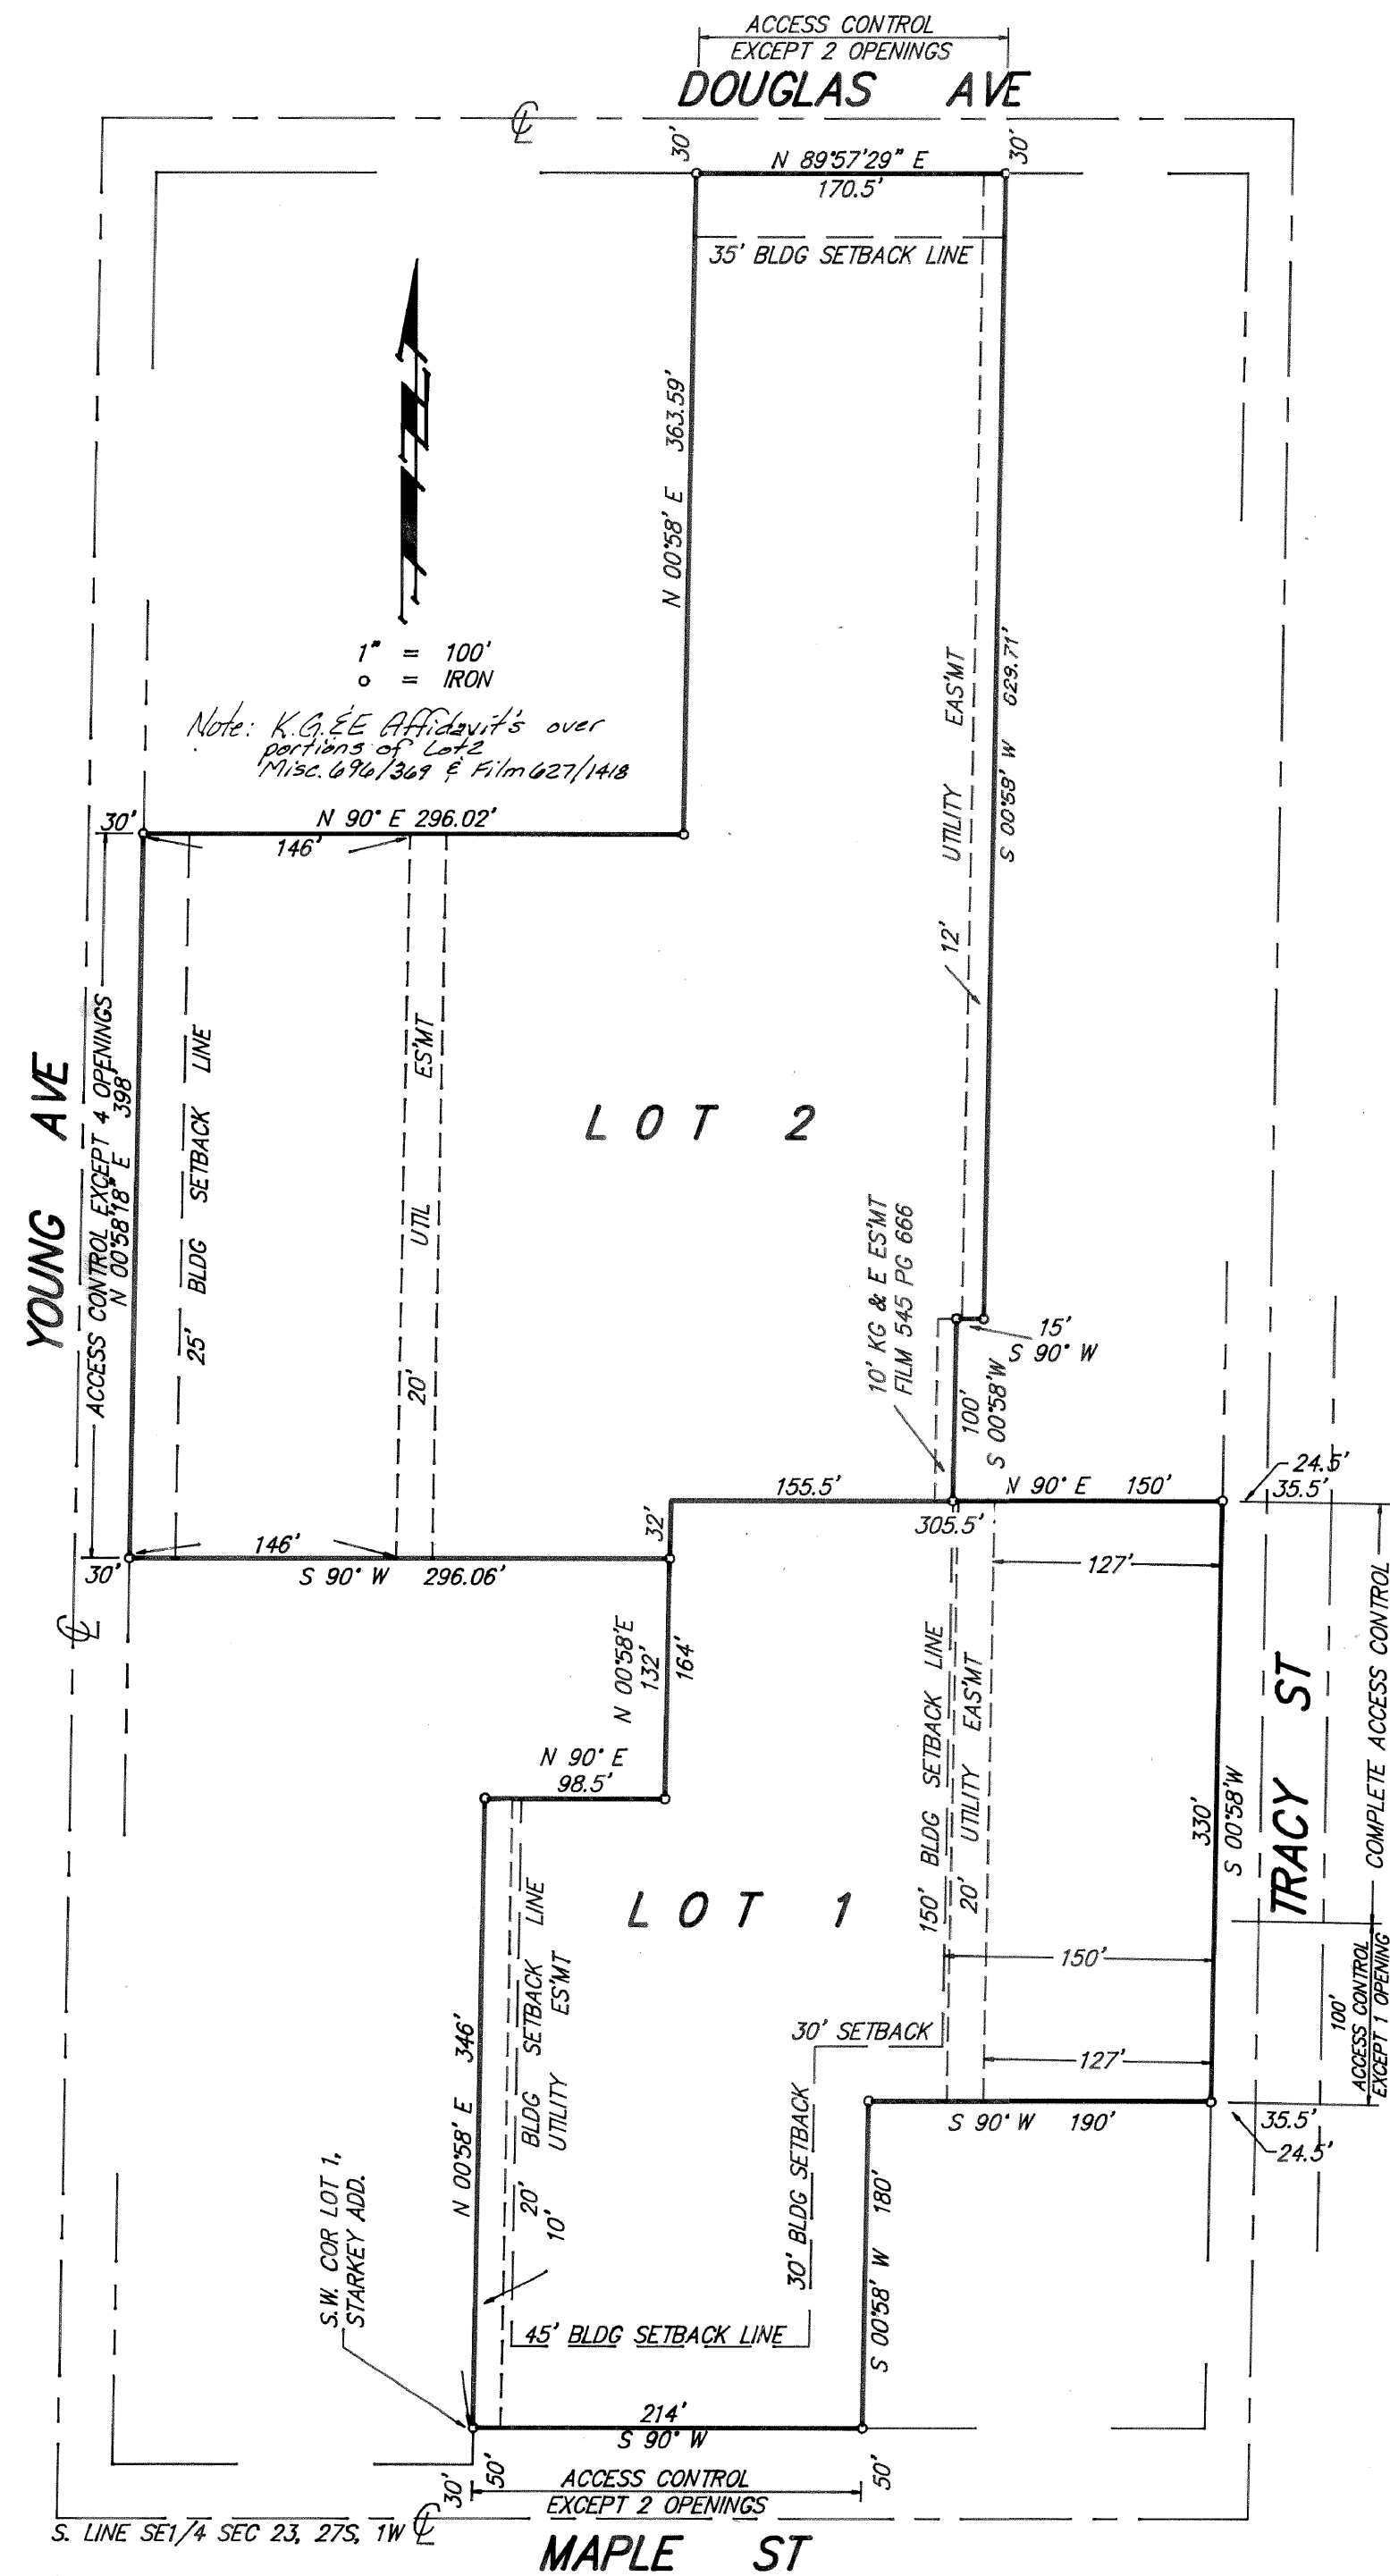 ACCESS CONTROL
EXCEPT 2 OPENINGS
DOUGLAS AVE
℄
30'
N 89°57'29" E
170.5'
30'
35' BLDG SETBACK LINE
N 00°58' E 363.59'
1" = 100'
o = IRON
Note: K.G.&E Affidavit's over
portions of Lot 2
Misc. 696/369 & Film 627/1418
12' UTILITY EAS'MT
S 00°58' W 629.71'
30'
N 90° E 296.02'
146'
YOUNG AVE
ACCESS CONTROL EXCEPT 4 OPENINGS
N 00°58'18" E 398'
25' BLDG SETBACK LINE
20' UTIL ES'MT
LOT 2
10' KG & E ES'MT
FILM 545 PG 666
15'
S 90° W
100'
S 00°58'W
155.5'
N 90° E 150'
24.5'
35.5'
305.5'
32'
146'
30'
S 90° W 296.06'
127'
℄
N 00°58'E
132'
164'
N 90° E
98.5'
150' BLDG SETBACK LINE
20' UTILITY EAS'MT
330'
S 00°58'W
TRACY ST
COMPLETE ACCESS CONTROL
LOT 1
20' BLDG SETBACK LINE
10' UTILITY ES'MT
N 00°58' E 346'
150'
30' SETBACK
127'
100'
ACCESS CONTROL
EXCEPT 1 OPENING
30' BLDG SETBACK
S 90° W 190'
35.5'
24.5'
S 00°58' W 180'
S.W. COR LOT 1,
STARKEY ADD.
45' BLDG SETBACK LINE
214'
S 90° W
30'
50'
50'
ACCESS CONTROL
EXCEPT 2 OPENINGS
S. LINE SE1/4 SEC 23, 27S, 1W
℄
MAPLE ST